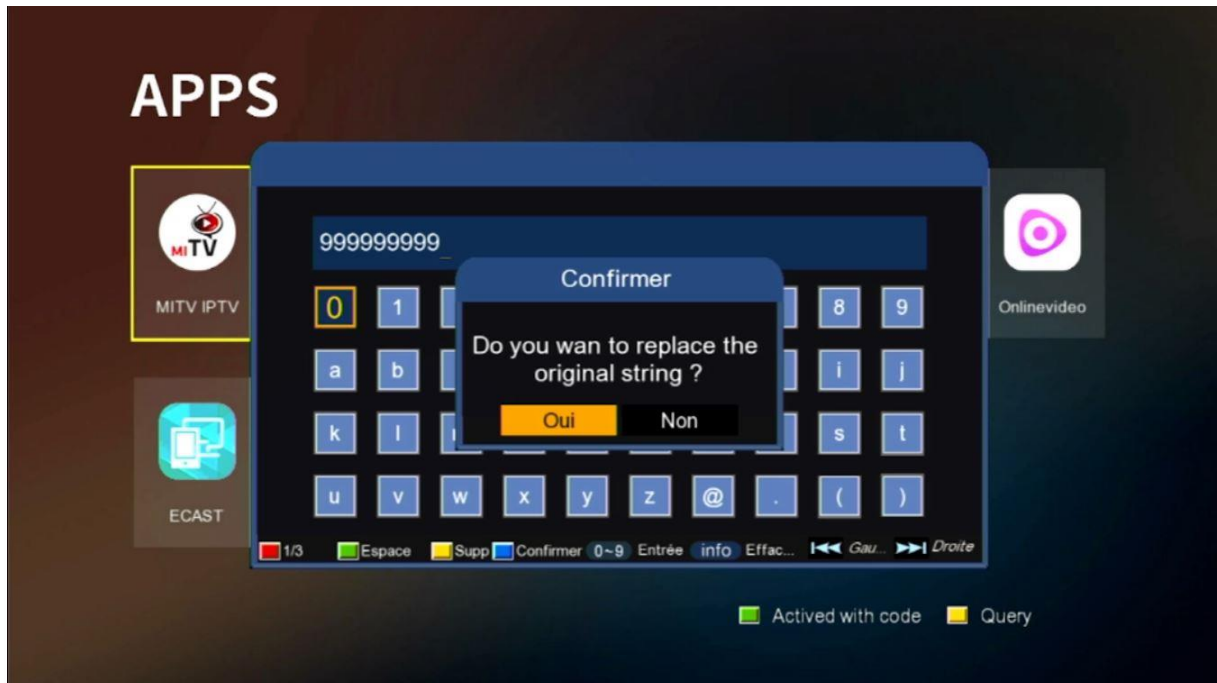 APPS
MITV
MITV IPTV
ECAST
Onlinevideo
999999999_
Confirmer
Do you wan to replace the
original string ?
Oui Non
0 1 8 9
a b i j
k l s t
u v w x y z @ . ( )
1/3 Espace Supp Confirmer 0~9 Entrée info Effac... Gau... Droite
Actived with code Query